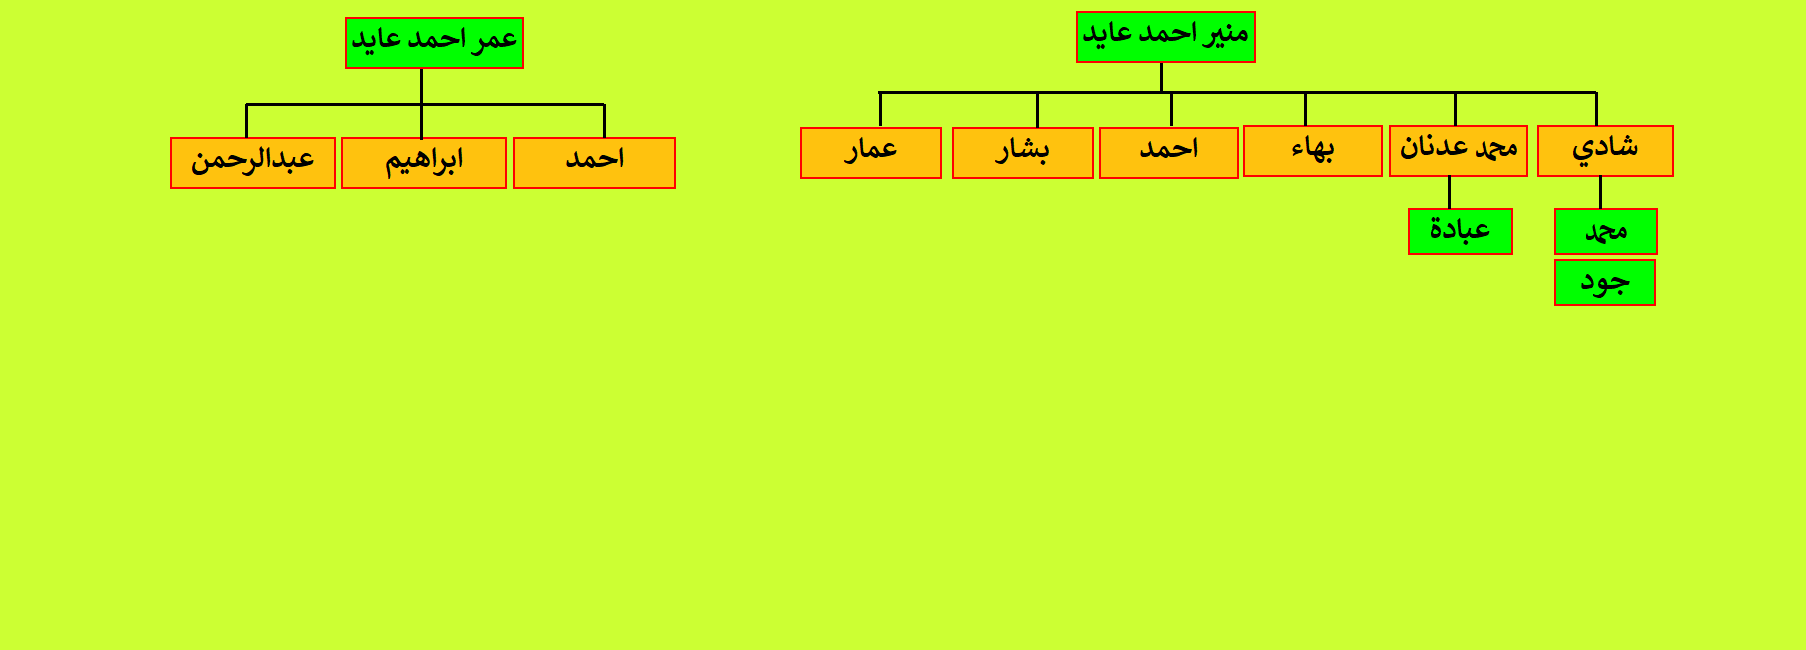 منير احمد عايد
شادي
محمد عدنان
بهاء
احمد
بشار
عمار
محمد
عبادة
جود
عمر احمد عايد
احمد
ابراهيم
عبدالرحمن